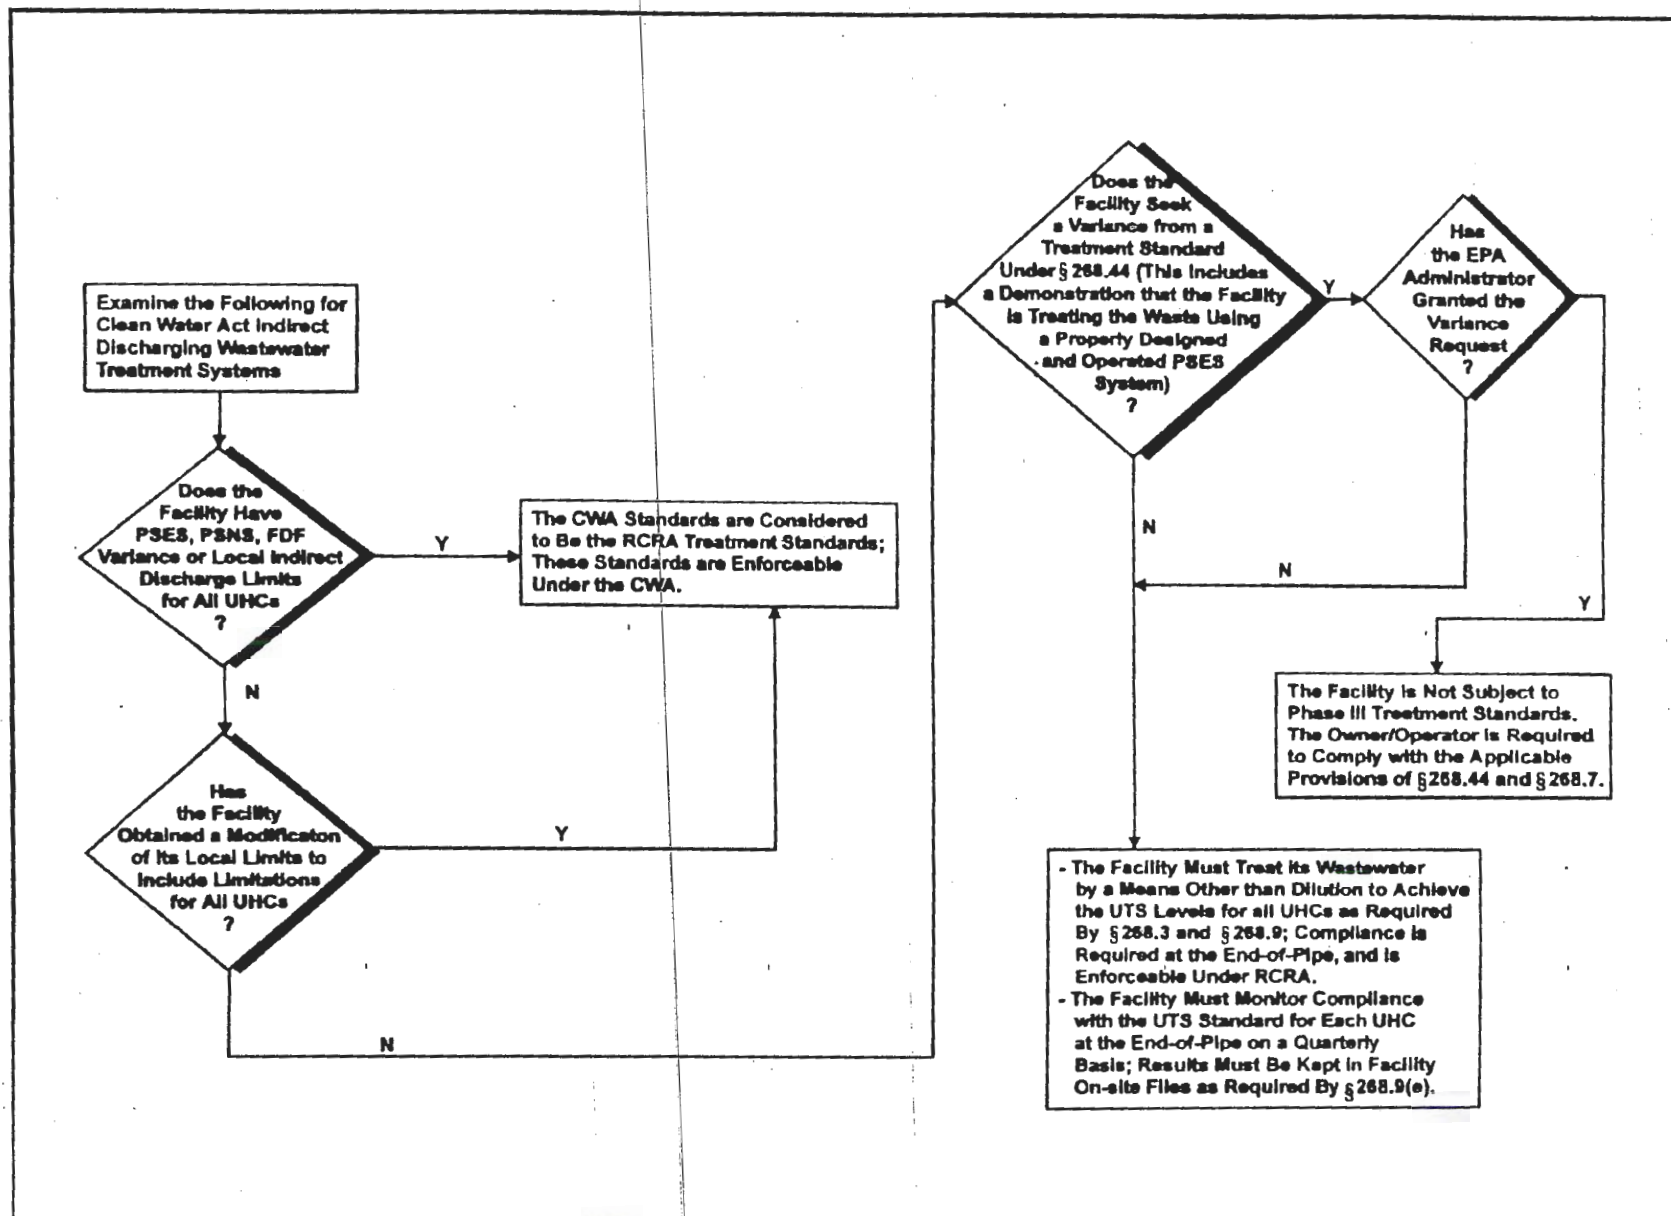 Examine the Following for
Clean Water Act Indirect
Discharging Wastewater
Treatment Systems
Does the
Facility Have
PSES, PSNS, FDF
Variance or Local Indirect
Discharge Limits
for All UHCs
?
Y
The CWA Standards are Considered
to Be the RCRA Treatment Standards;
These Standards are Enforceable
Under the CWA.
N
Has
the Facility
Obtained a Modificaton
of its Local Limits to
Include Limitations
for All UHCs
?
Y
N
Does the
Facility Seek
a Variance from a
Treatment Standard
Under § 268.44 (This Includes
a Demonstration that the Facility
is Treating the Waste Using
a Properly Designed
and Operated PSES
System)
?
Y
Has
the EPA
Administrator
Granted the
Variance
Request
?
N
N
Y
The Facility is Not Subject to
Phase III Treatment Standards.
The Owner/Operator is Required
to Comply with the Applicable
Provisions of §268.44 and §268.7.
- The Facility Must Treat its Wastewater
by a Means Other than Dilution to Achieve
the UTS Levels for all UHCs as Required
By §268.3 and §268.9; Compliance is
Required at the End-of-Pipe, and is
Enforceable Under RCRA.
- The Facility Must Monitor Compliance
with the UTS Standard for Each UHC
at the End-of-Pipe on a Quarterly
Basis; Results Must Be Kept in Facility
On-site Files as Required By §268.9(e).